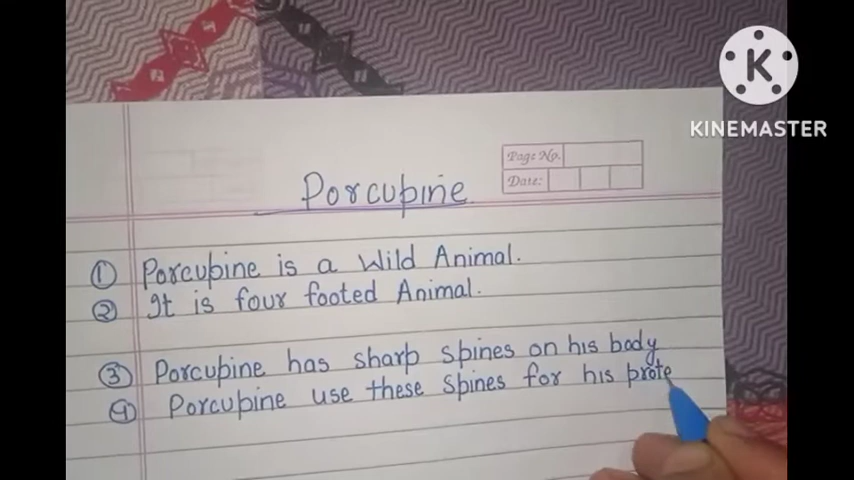 KINEMASTER
Page No.
Date:
Porcupine
① Porcupine is a Wild Animal.
② It is four footed Animal.
③ Porcupine has sharp spines on his body
④ Porcupine use these spines for his prote